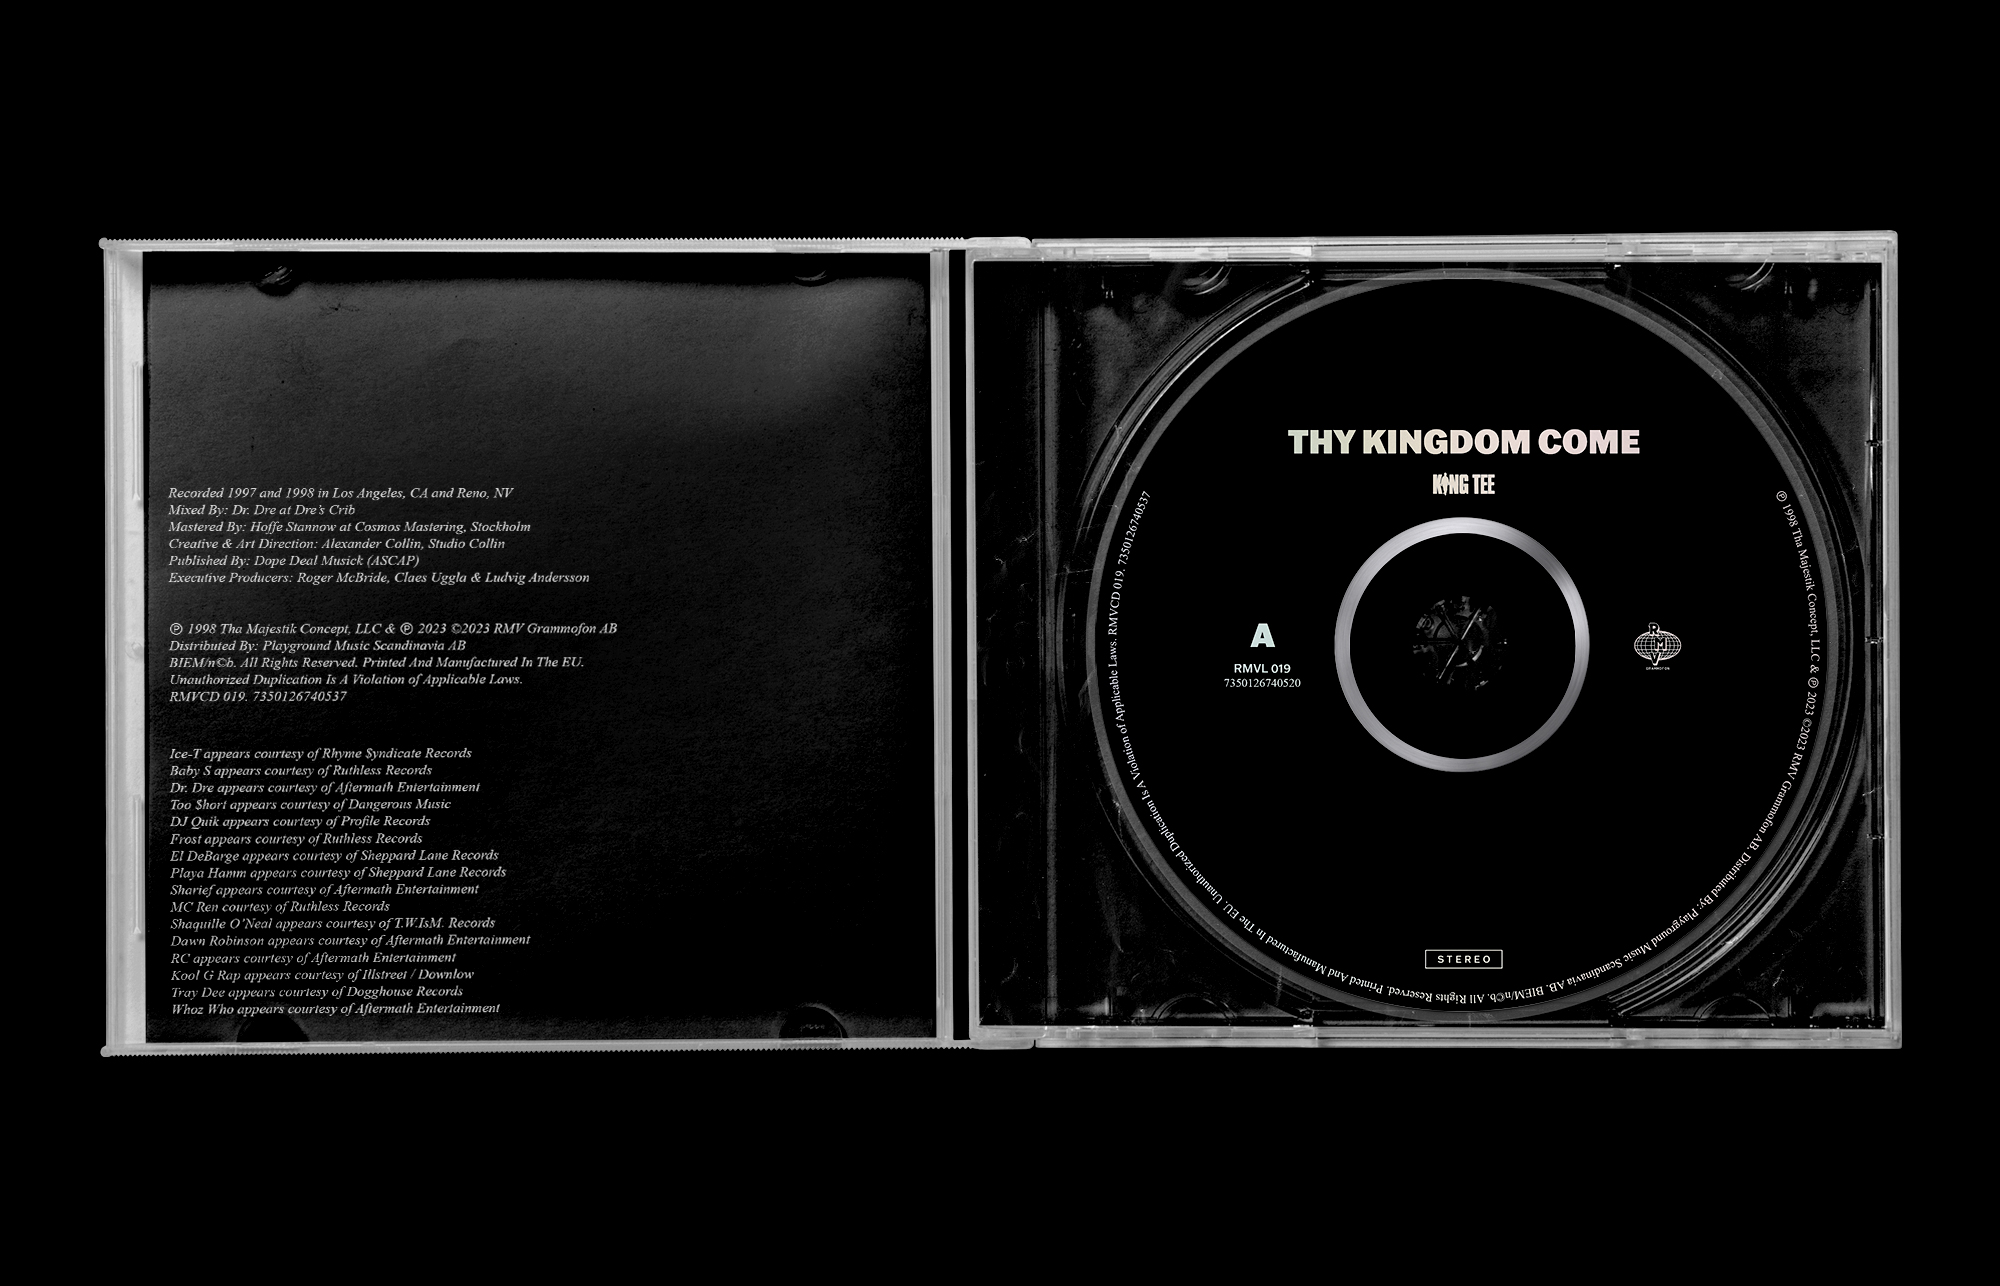 Recorded 1997 and 1998 in Los Angeles, CA and Reno, NV
Mixed By: Dr. Dre at Dre's Crib
Mastered By: Hoffe Stannow at Cosmos Mastering, Stockholm
Creative & Art Direction: Alexander Collin, Studio Collin
Published By: Dope Deal Musick (ASCAP)
Executive Producers: Roger McBride, Claes Uggla & Ludvig Andersson
℗ 1998 Tha Majestik Concept, LLC & ℗ 2023 ©2023 RMV Grammofon AB
Distributed By: Playground Music Scandinavia AB
BIEM/n©b. All Rights Reserved. Printed And Manufactured In The EU.
Unauthorized Duplication Is A Violation of Applicable Laws.
RMVCD 019. 7350126740537
Ice-T appears courtesy of Rhyme $yndicate Records
Baby S appears courtesy of Ruthless Records
Dr. Dre appears courtesy of Aftermath Entertainment
Too $hort appears courtesy of Dangerous Music
DJ Quik appears courtesy of Profile Records
Frost appears courtesy of Ruthless Records
El DeBarge appears courtesy of Sheppard Lane Records
Playa Hamm appears courtesy of Sheppard Lane Records
Sharief appears courtesy of Aftermath Entertainment
MC Ren courtesy of Ruthless Records
Shaquille O'Neal appears courtesy of T.W.IsM. Records
Dawn Robinson appears courtesy of Aftermath Entertainment
RC appears courtesy of Aftermath Entertainment
Kool G Rap appears courtesy of Illstreet / Downlow
Tray Dee appears courtesy of Dogghouse Records
Whoz Who appears courtesy of Aftermath Entertainment
THY KINGDOM COME
KING TEE
A
RMVL 019
7350126740520
RMV
GRAMMOFON
STEREO
℗ 1998 Tha Majestik Concept, LLC & ℗ 2023 ©2023 RMV Grammofon AB. Distributed By: Playground Music Scandinavia AB. BIEM/n©b. All Rights Reserved. Printed And Manufactured In The EU. Unauthorized Duplication Is A Violation of Applicable Laws. RMVCD 019. 7350126740537